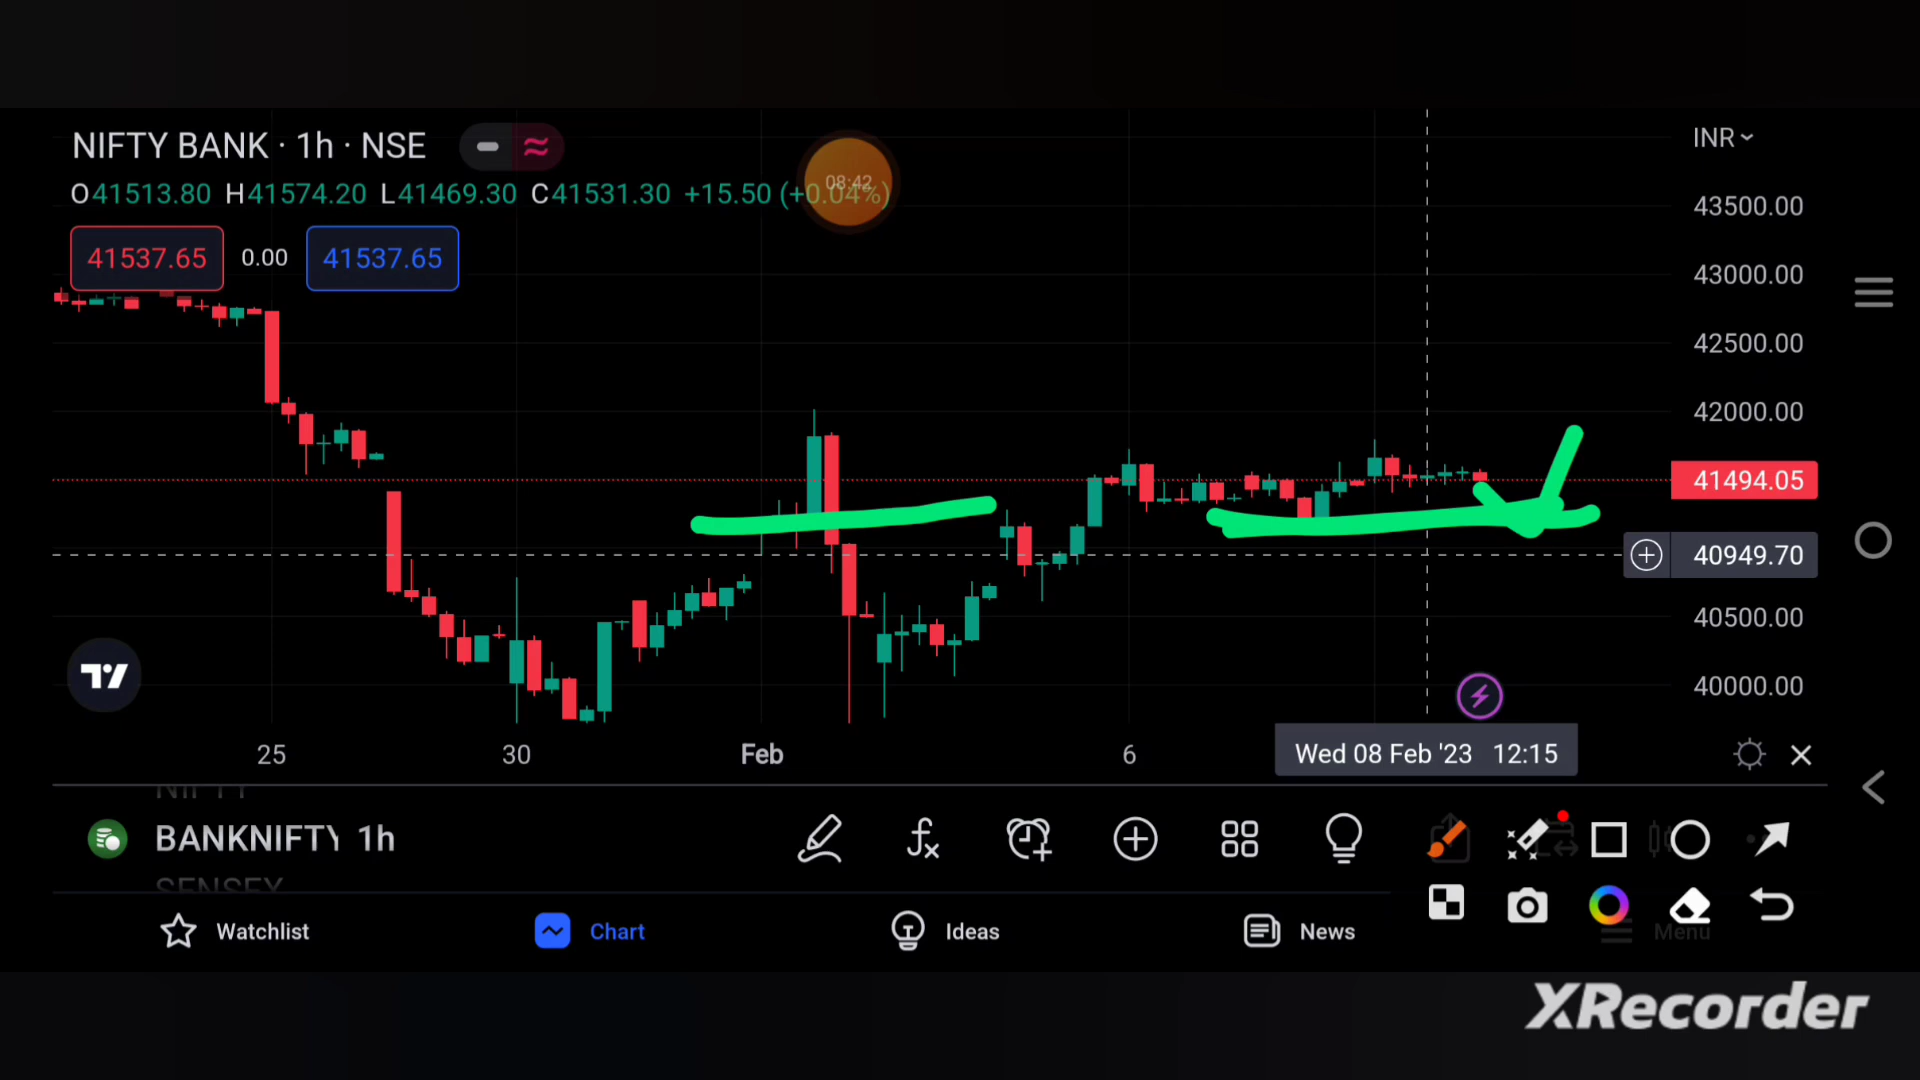 NIFTY BANK · 1h · NSE
INR
O41513.80 H41574.20 L41469.30 C41531.30 +15.50 (+0.04%)
08:42
41537.65 0.00 41537.65
43500.00
43000.00
42500.00
42000.00
41494.05
40949.70
40500.00
40000.00
25 30 Feb 6 Wed 08 Feb '23 12:15
NIFTY
BANKNIFTY 1h
SENSEX
Watchlist Chart Ideas News Menu
XRecorder